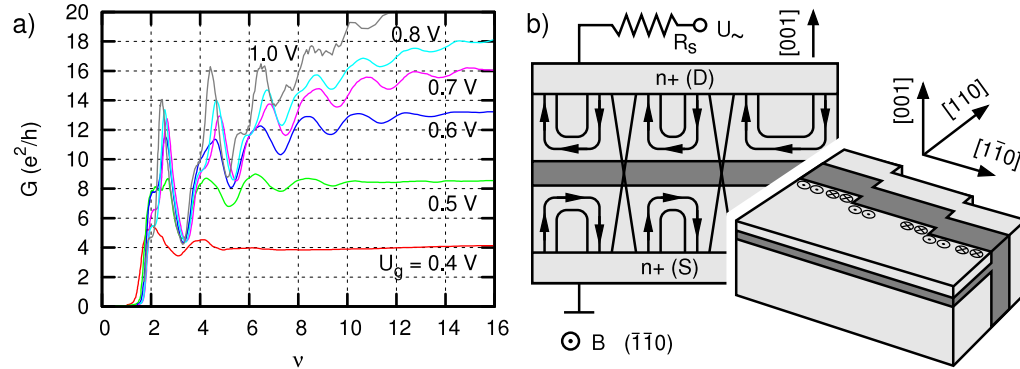 a)
G (e²/h)
20
18
16
14
12
10
8
6
4
2
0
1.0 V
0.8 V
0.7 V
0.6 V
0.5 V
U_g = 0.4 V
0 2 4 6 8 10 12 14 16
ν
b)
R_s U~
[001]
n+ (D)
n+ (S)
B (1̄1̄0)
[001]
[110]
[11̄0]